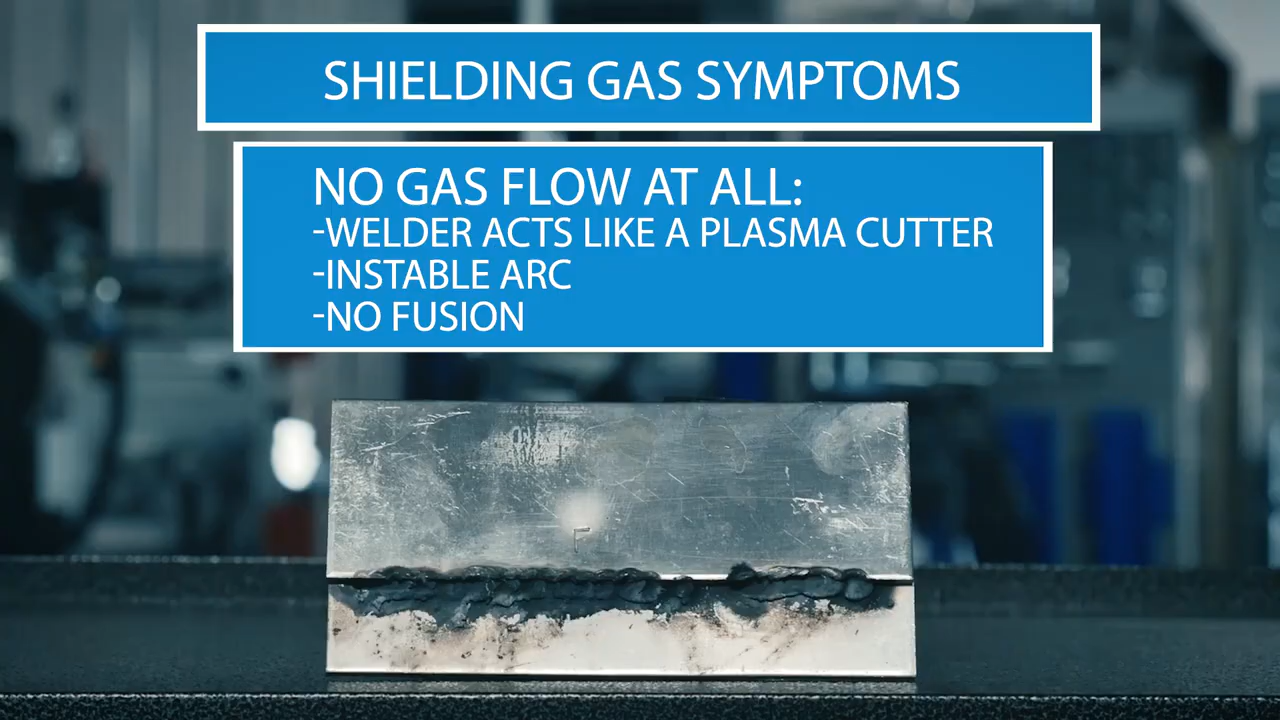 SHIELDING GAS SYMPTOMS
NO GAS FLOW AT ALL:
-WELDER ACTS LIKE A PLASMA CUTTER
-INSTABLE ARC
-NO FUSION